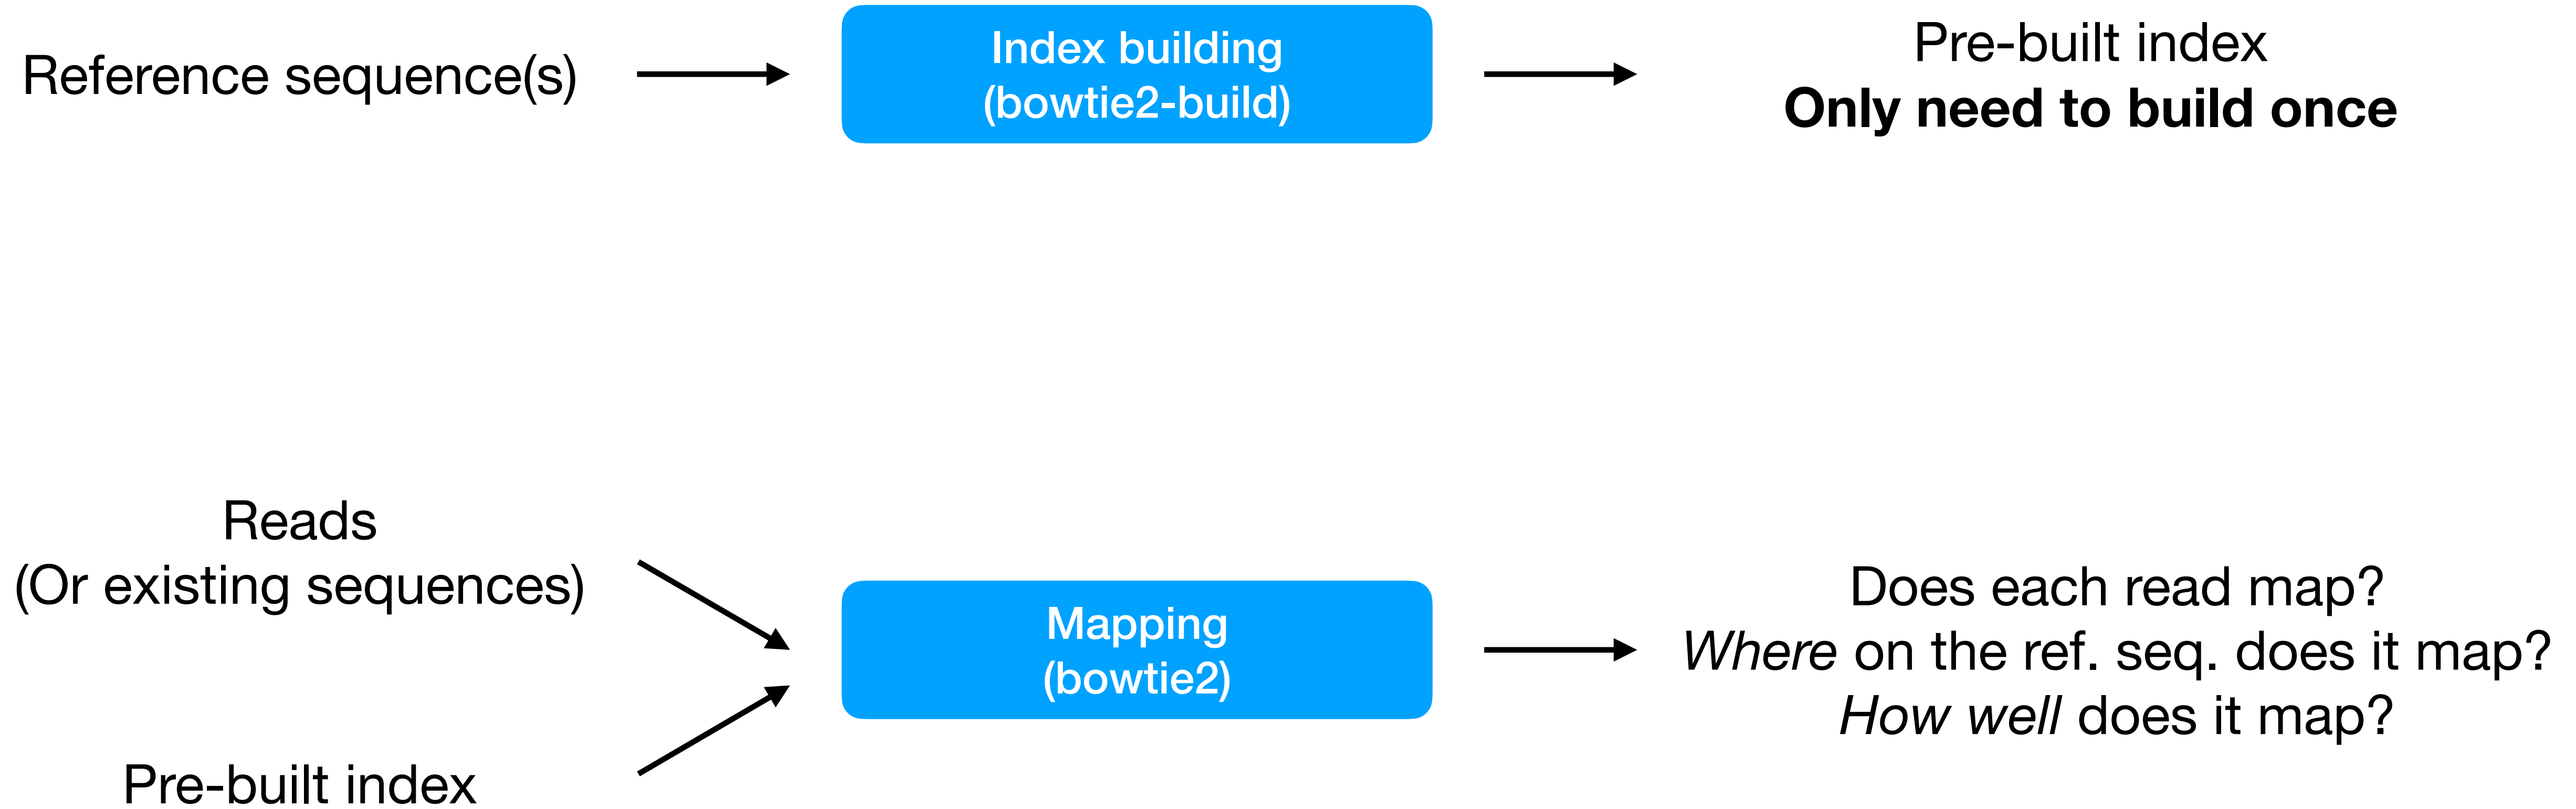 Reference sequence(s)
Index building
(bowtie2-build)
Pre-built index
Only need to build once
Reads
(Or existing sequences)
Pre-built index
Mapping
(bowtie2)
Does each read map?
Where on the ref. seq. does it map?
How well does it map?